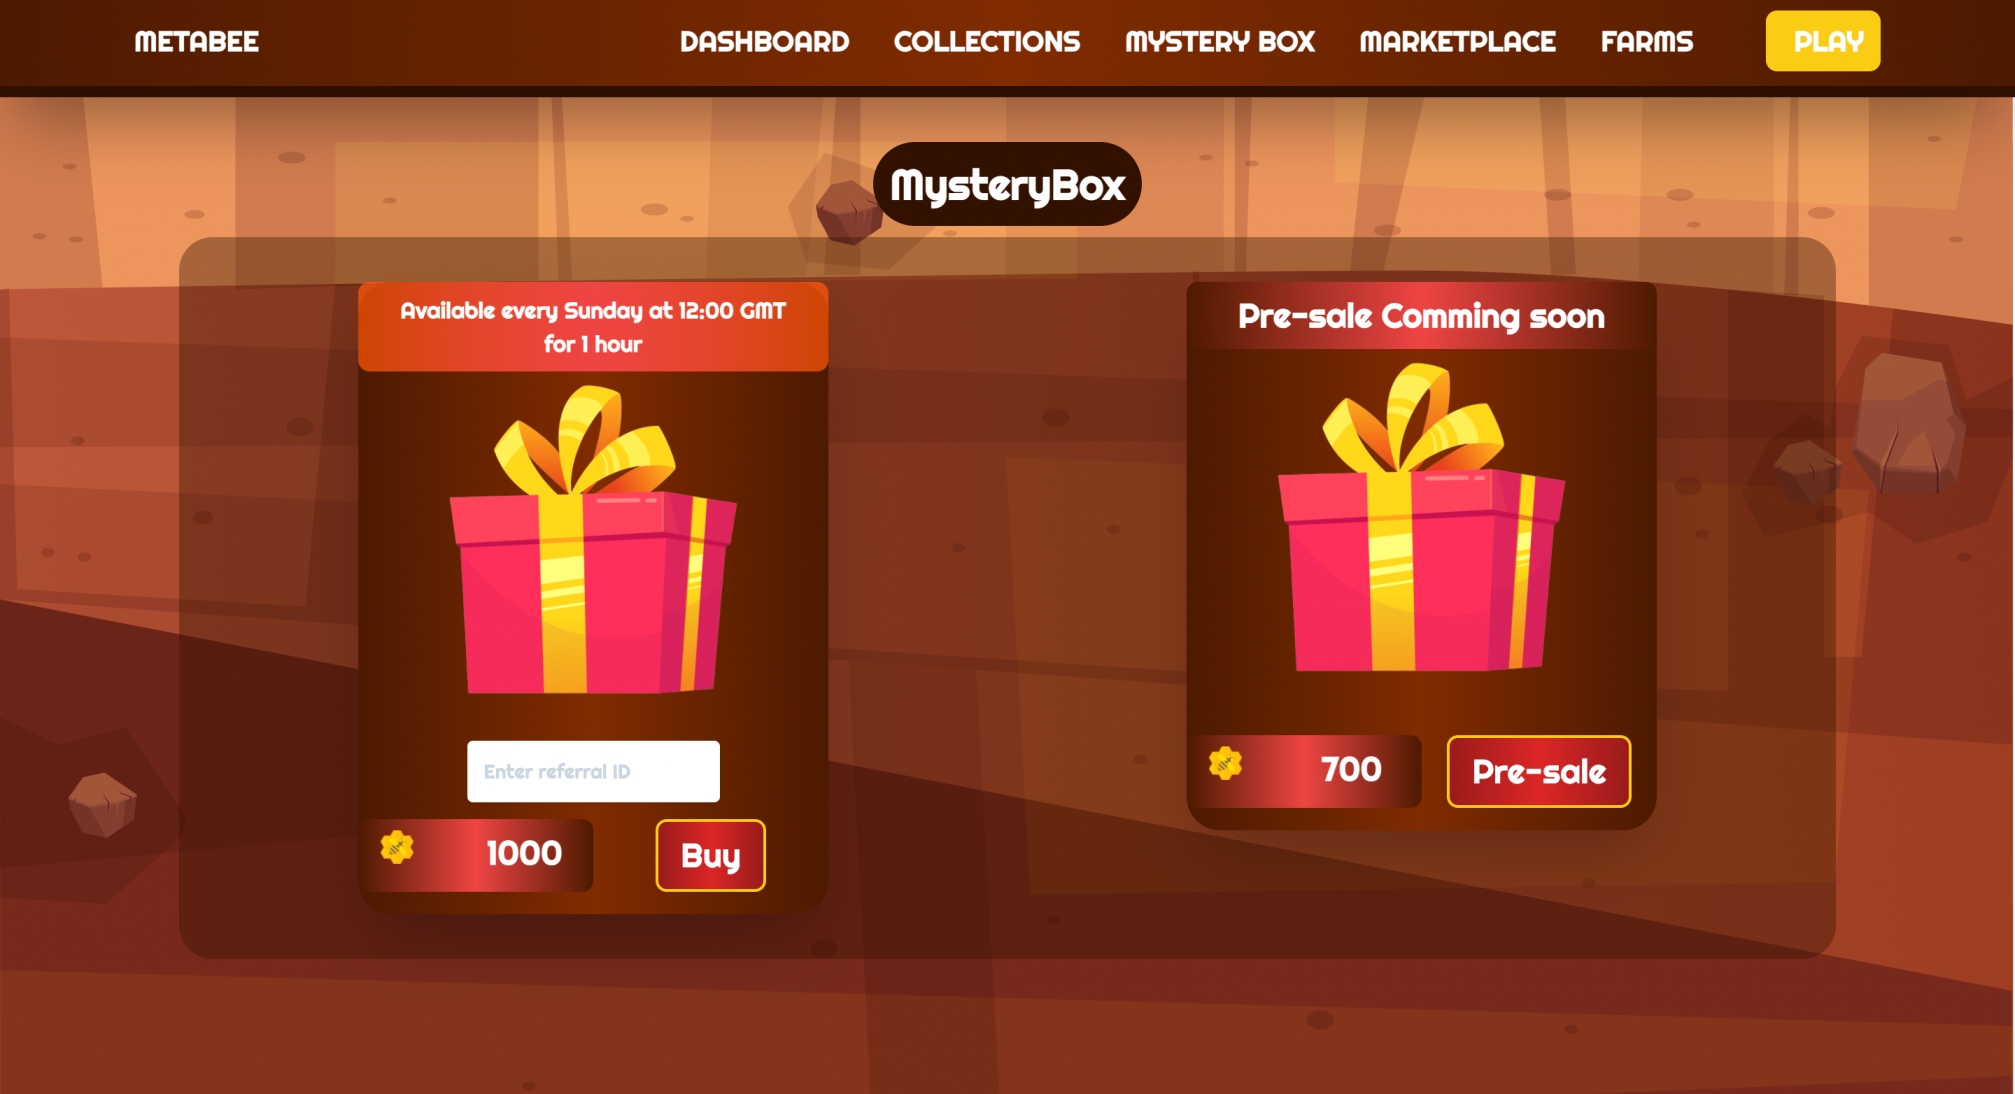 METABEE
DASHBOARD
COLLECTIONS
MYSTERY BOX
MARKETPLACE
FARMS
PLAY
MysteryBox
Available every Sunday at 12:00 GMT
for 1 hour
Enter referral ID
1000
Buy
Pre-sale Comming soon
700
Pre-sale